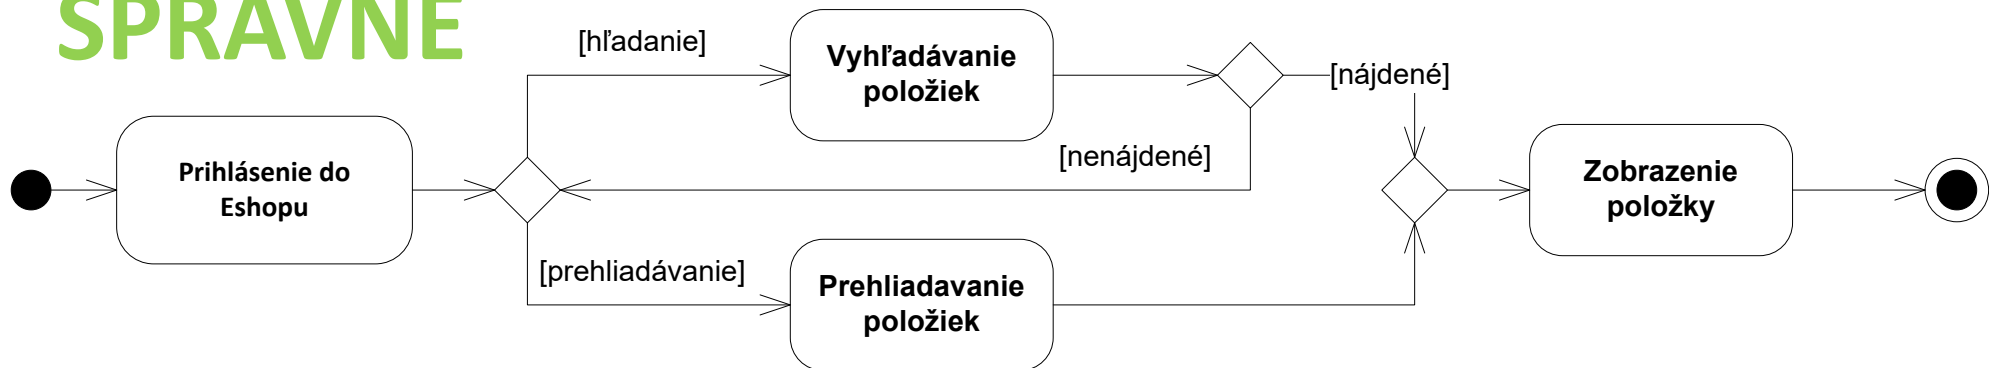 SPRÁVNE
[hľadanie]
Vyhľadávanie
položiek
[nájdené]
[nenájdené]
Prihlásenie do
Eshopu
Zobrazenie
položky
[prehliadávanie]
Prehliadavanie
položiek